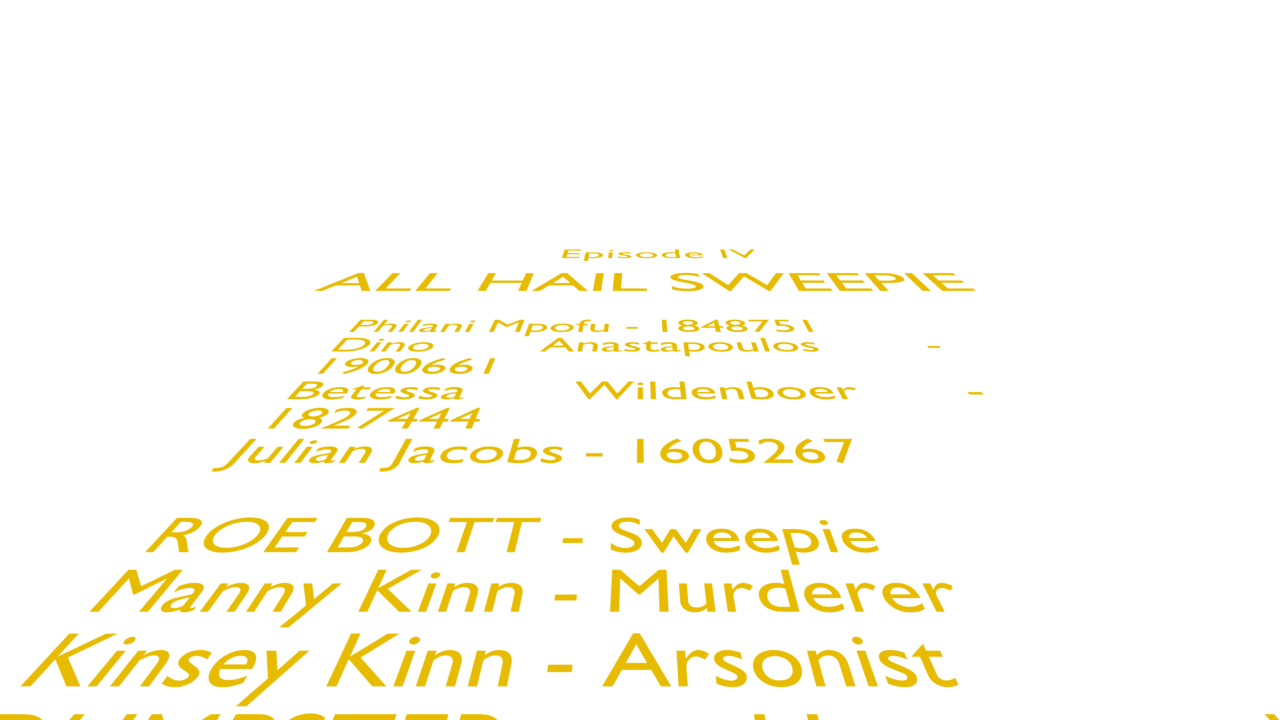 Episode IV
ALL HAIL SWEEPIE
Philani Mpofu - 1848751
Dino Anastapoulos -
1900661
Betessa Wildenboer -
1827444
Julian Jacobs - 1605267
ROE BOTT - Sweepie
Manny Kinn - Murderer
Kinsey Kinn - Arsonist